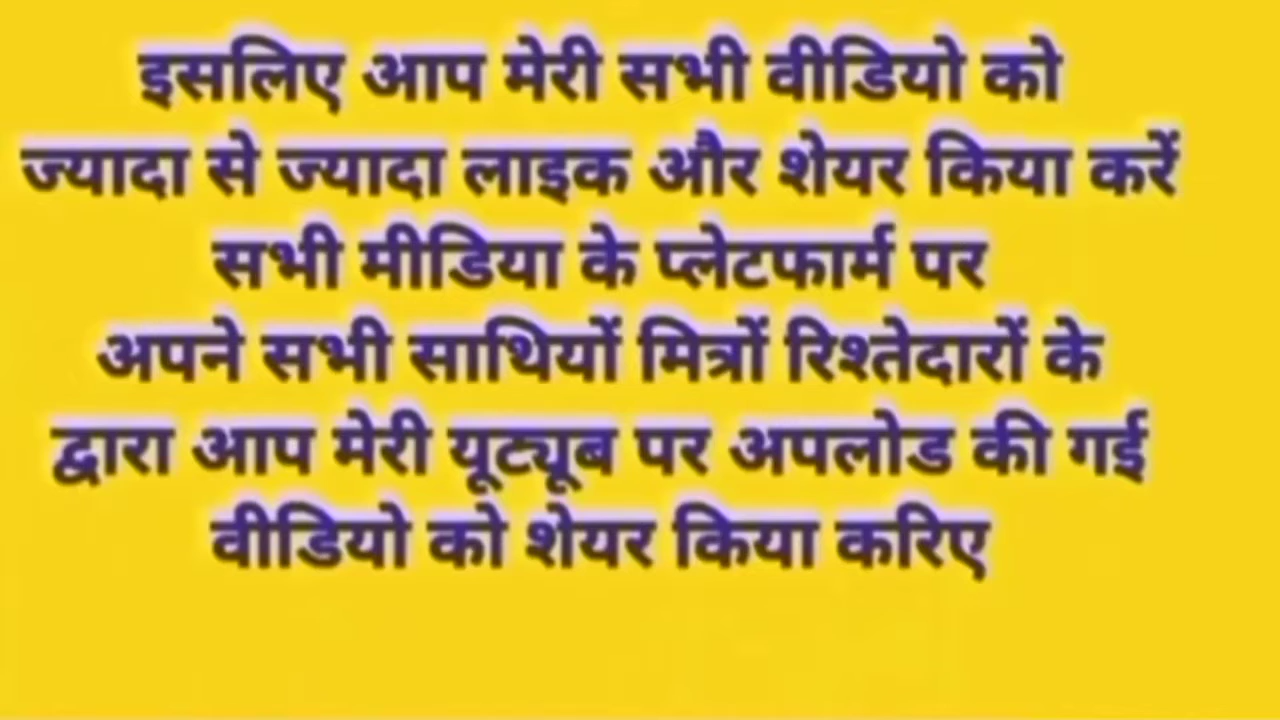 इसलिए आप मेरी सभी वीडियो को
ज्यादा से ज्यादा लाइक और शेयर किया करें
सभी मीडिया के प्लेटफार्म पर
अपने सभी साथियों मित्रों रिश्तेदारों के
द्वारा आप मेरी यूट्यूब पर अपलोड की गई
वीडियो को शेयर किया करिए